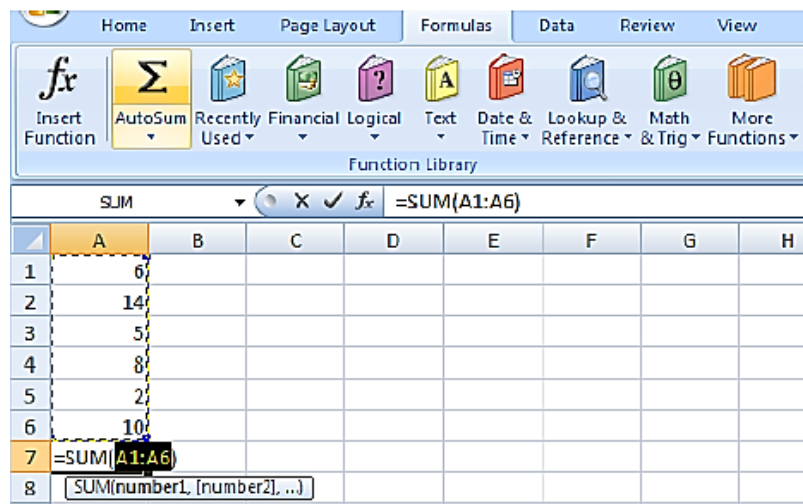 Home Insert Page Layout Formulas Data Review View
fx Σ ? A θ
Insert Function AutoSum Recently Used Financial Logical Text Date & Time Lookup & Reference Math & Trig More Functions
Function Library
SUM fx =SUM(A1:A6)
A B C D E F G H
1 6
2 14
3 5
4 8
5 2
6 10
7 =SUM(A1:A6)
8 SUM(number1, [number2], ...)